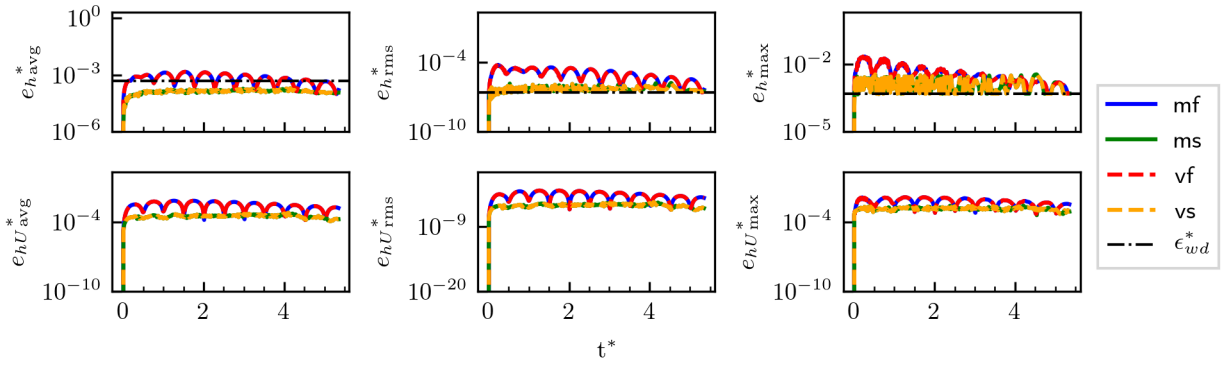 e*_h avg
10^0
10^−3
10^−6
e*_h rms
10^−4
10^−10
e*_h max
10^−2
10^−5
e*_hU avg
10^−4
10^−10
0 2 4
e*_hU rms
10^−9
10^−20
0 2 4
e*_hU max
10^−4
10^−10
0 2 4
t*
mf
ms
vf
vs
ϵ*_wd